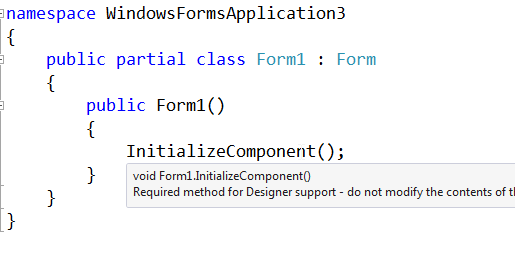 namespace WindowsFormsApplication3
{
public partial class Form1 : Form
{
public Form1()
{
InitializeComponent();
}
void Form1.InitializeComponent()
Required method for Designer support - do not modify the contents of
}
}